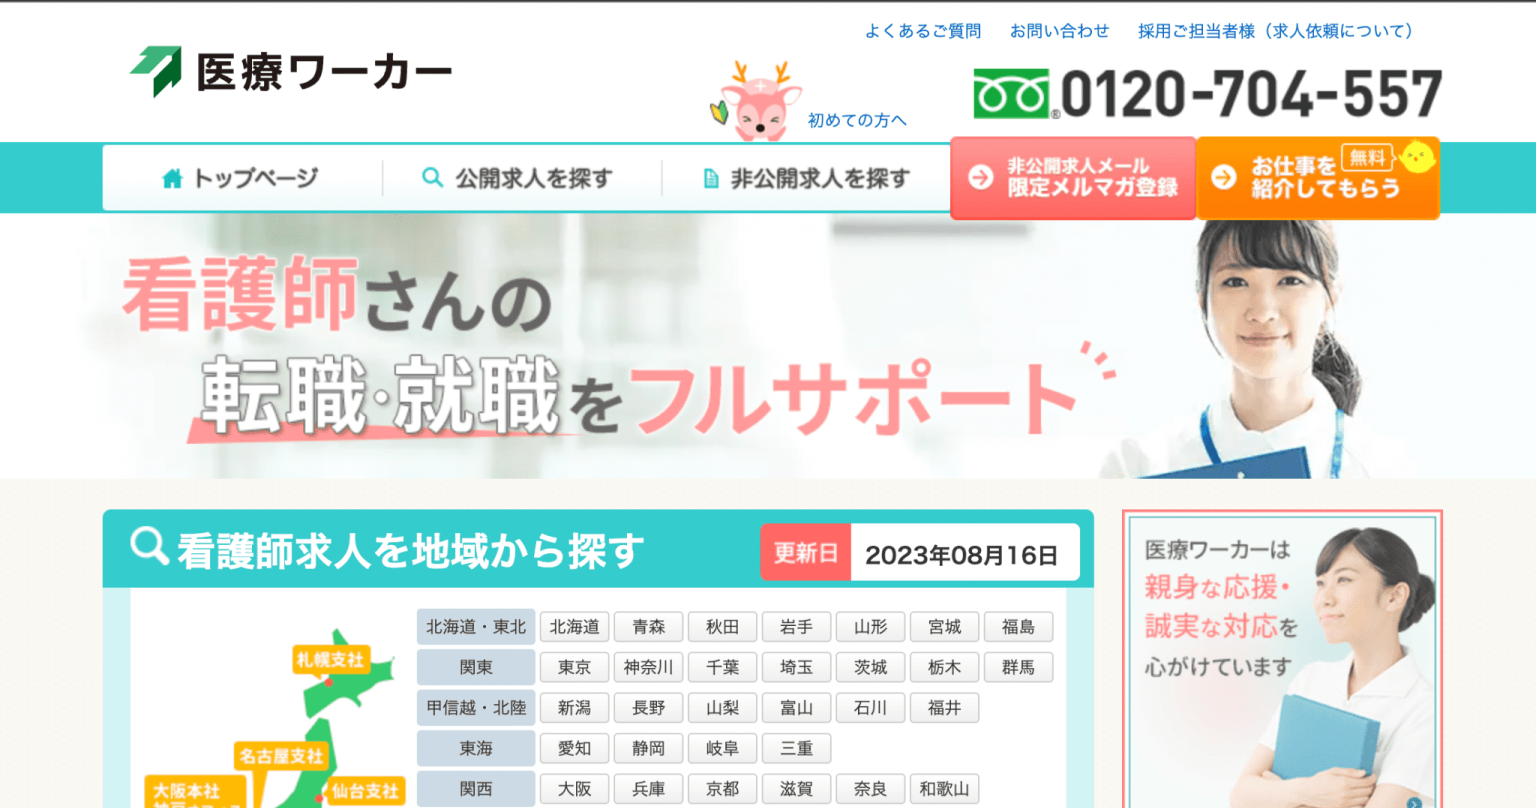 よくあるご質問 お問い合わせ 採用ご担当者様（求人依頼について）
医療ワーカー
初めての方へ
0120-704-557
トップページ 公開求人を探す 非公開求人を探す
非公開求人メール
限定メルマガ登録
お仕事を 無料
紹介してもらう
看護師さんの
転職・就職をフルサポート
看護師求人を地域から探す 更新日 2023年08月16日
北海道・東北 北海道 青森 秋田 岩手 山形 宮城 福島
関東 東京 神奈川 千葉 埼玉 茨城 栃木 群馬
甲信越・北陸 新潟 長野 山梨 富山 石川 福井
東海 愛知 静岡 岐阜 三重
関西 大阪 兵庫 京都 滋賀 奈良 和歌山
札幌支社
名古屋支社
仙台支社
大阪本社
医療ワーカーは
親身な応援・
誠実な対応を
心がけています